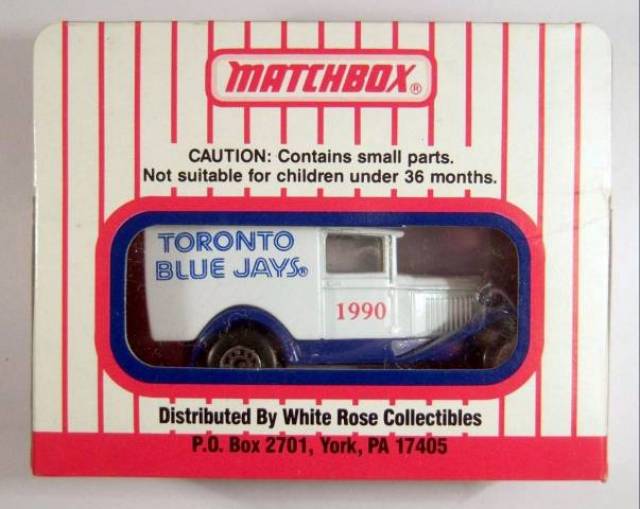 MATCHBOX®
CAUTION: Contains small parts.
Not suitable for children under 36 months.
TORONTO
BLUE JAYS®
1990
Distributed By White Rose Collectibles
P.O. Box 2701, York, PA 17405